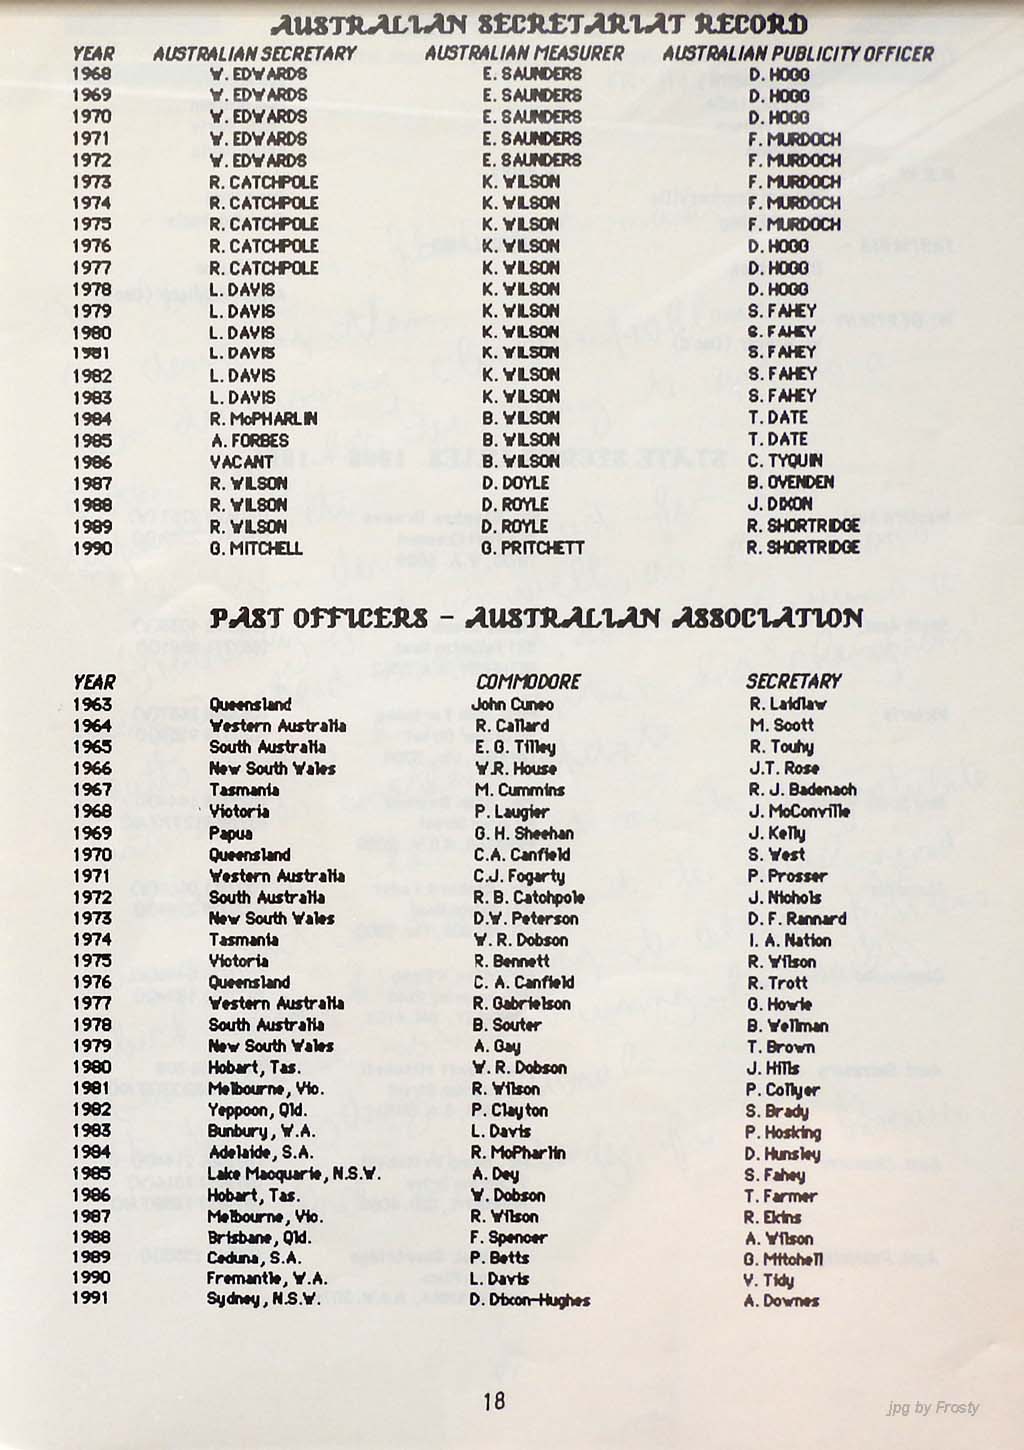 AUSTRALIAN SECRETARIAT RECORD
YEAR AUSTRALIAN SECRETARY AUSTRALIAN MEASURER AUSTRALIAN PUBLICITY OFFICER
1968 W. EDWARDS E. SAUNDERS D. HOGG
1969 W. EDWARDS E. SAUNDERS D. HOGG
1970 W. EDWARDS E. SAUNDERS D. HOGG
1971 W. EDWARDS E. SAUNDERS F. MURDOCH
1972 W. EDWARDS E. SAUNDERS F. MURDOCH
1973 R. CATCHPOLE K. WILSON F. MURDOCH
1974 R. CATCHPOLE K. WILSON F. MURDOCH
1975 R. CATCHPOLE K. WILSON F. MURDOCH
1976 R. CATCHPOLE K. WILSON D. HOGG
1977 R. CATCHPOLE K. WILSON D. HOGG
1978 L. DAVIS K. WILSON D. HOGG
1979 L. DAVIS K. WILSON S. FAHEY
1980 L. DAVIS K. WILSON S. FAHEY
1981 L. DAVIS K. WILSON S. FAHEY
1982 L. DAVIS K. WILSON S. FAHEY
1983 L. DAVIS K. WILSON S. FAHEY
1984 R. McPHARLIN B. WILSON T. DATE
1985 A. FORBES B. WILSON T. DATE
1986 VACANT B. WILSON C. TYQUIN
1987 R. WILSON D. DOYLE B. OVENDEN
1988 R. WILSON D. ROYLE J. DIXON
1989 R. WILSON D. ROYLE R. SHORTRIDGE
1990 G. MITCHELL G. PRITCHETT R. SHORTRIDGE
PAST OFFICERS - AUSTRALIAN ASSOCIATION
YEAR COMMODORE SECRETARY
1963 Queensland John Cuneo R. Laidlaw
1964 Western Australia R. Callard M. Scott
1965 South Australia E. G. Tilley R. Touhy
1966 New South Wales W.R. House J.T. Rose
1967 Tasmania M. Cummins R. J. Badenach
1968 Victoria P. Laugier J. McConville
1969 Papua G. H. Sheehan J. Kelly
1970 Queensland C.A. Canfield S. West
1971 Western Australia C.J. Fogarty P. Prosser
1972 South Australia R. B. Catchpole J. Nichols
1973 New South Wales D.W. Peterson D. F. Rannard
1974 Tasmania W. R. Dobson I. A. Nation
1975 Victoria R. Bennett R. Wilson
1976 Queensland C. A. Canfield R. Trott
1977 Western Australia R. Gabrielson G. Howie
1978 South Australia B. Souter B. Wellman
1979 New South Wales A. Gay T. Brown
1980 Hobart, Tas. W. R. Dobson J. Hills
1981 Melbourne, Vic. R. Wilson P. Collyer
1982 Yeppoon, Qld. P. Clayton S. Brady
1983 Bunbury, W.A. L. Davis P. Hosking
1984 Adelaide, S.A. R. McPharlin D. Hunsley
1985 Lake Macquarie, N.S.W. A. Dey S. Fahey
1986 Hobart, Tas. W. Dobson T. Farmer
1987 Melbourne, Vic. R. Wilson R. Ekins
1988 Brisbane, Qld. F. Spencer A. Wilson
1989 Ceduna, S.A. P. Betts G. Mitchell
1990 Fremantle, W.A. L. Davis V. Tidy
1991 Sydney, N.S.W. D. Dixon-Hughes A. Downes
18
jpg by Frosty